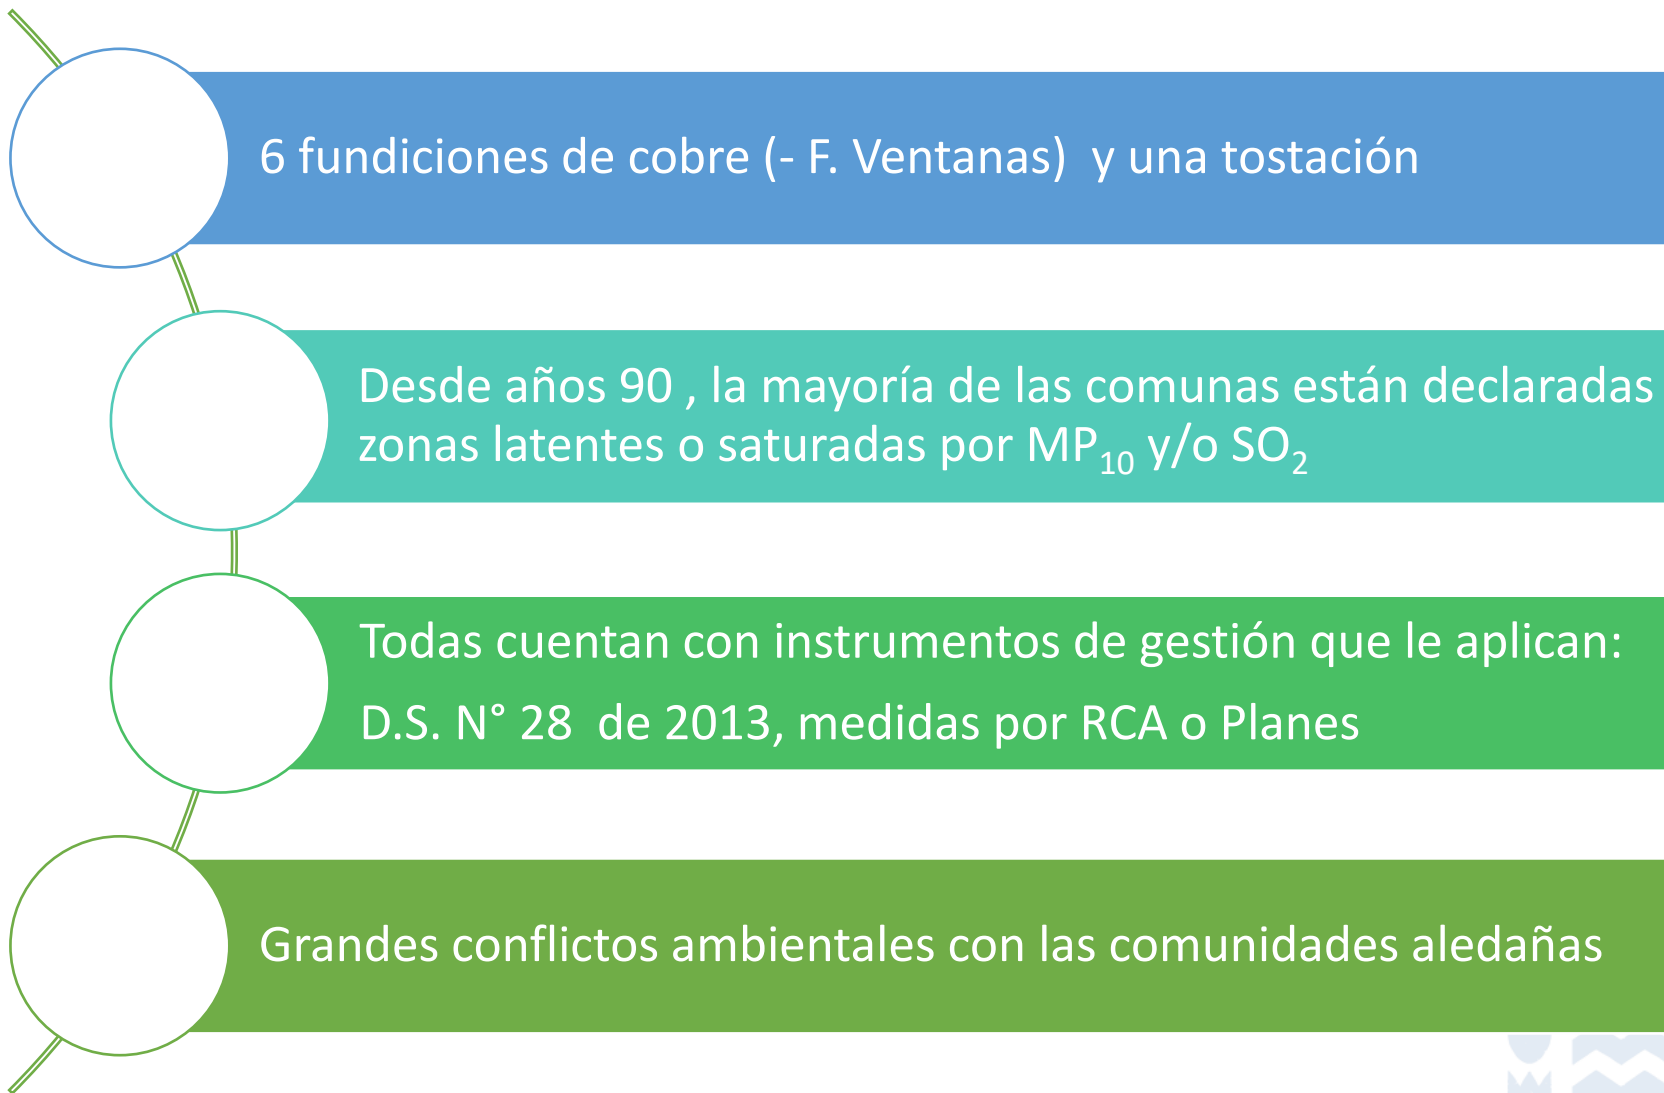 6 fundiciones de cobre (- F. Ventanas)  y una tostación
Desde años 90 , la mayoría de las comunas están declaradas
zonas latentes o saturadas por MP₁₀ y/o SO₂
Todas cuentan con instrumentos de gestión que le aplican:
D.S. N° 28  de 2013, medidas por RCA o Planes
Grandes conflictos ambientales con las comunidades aledañas